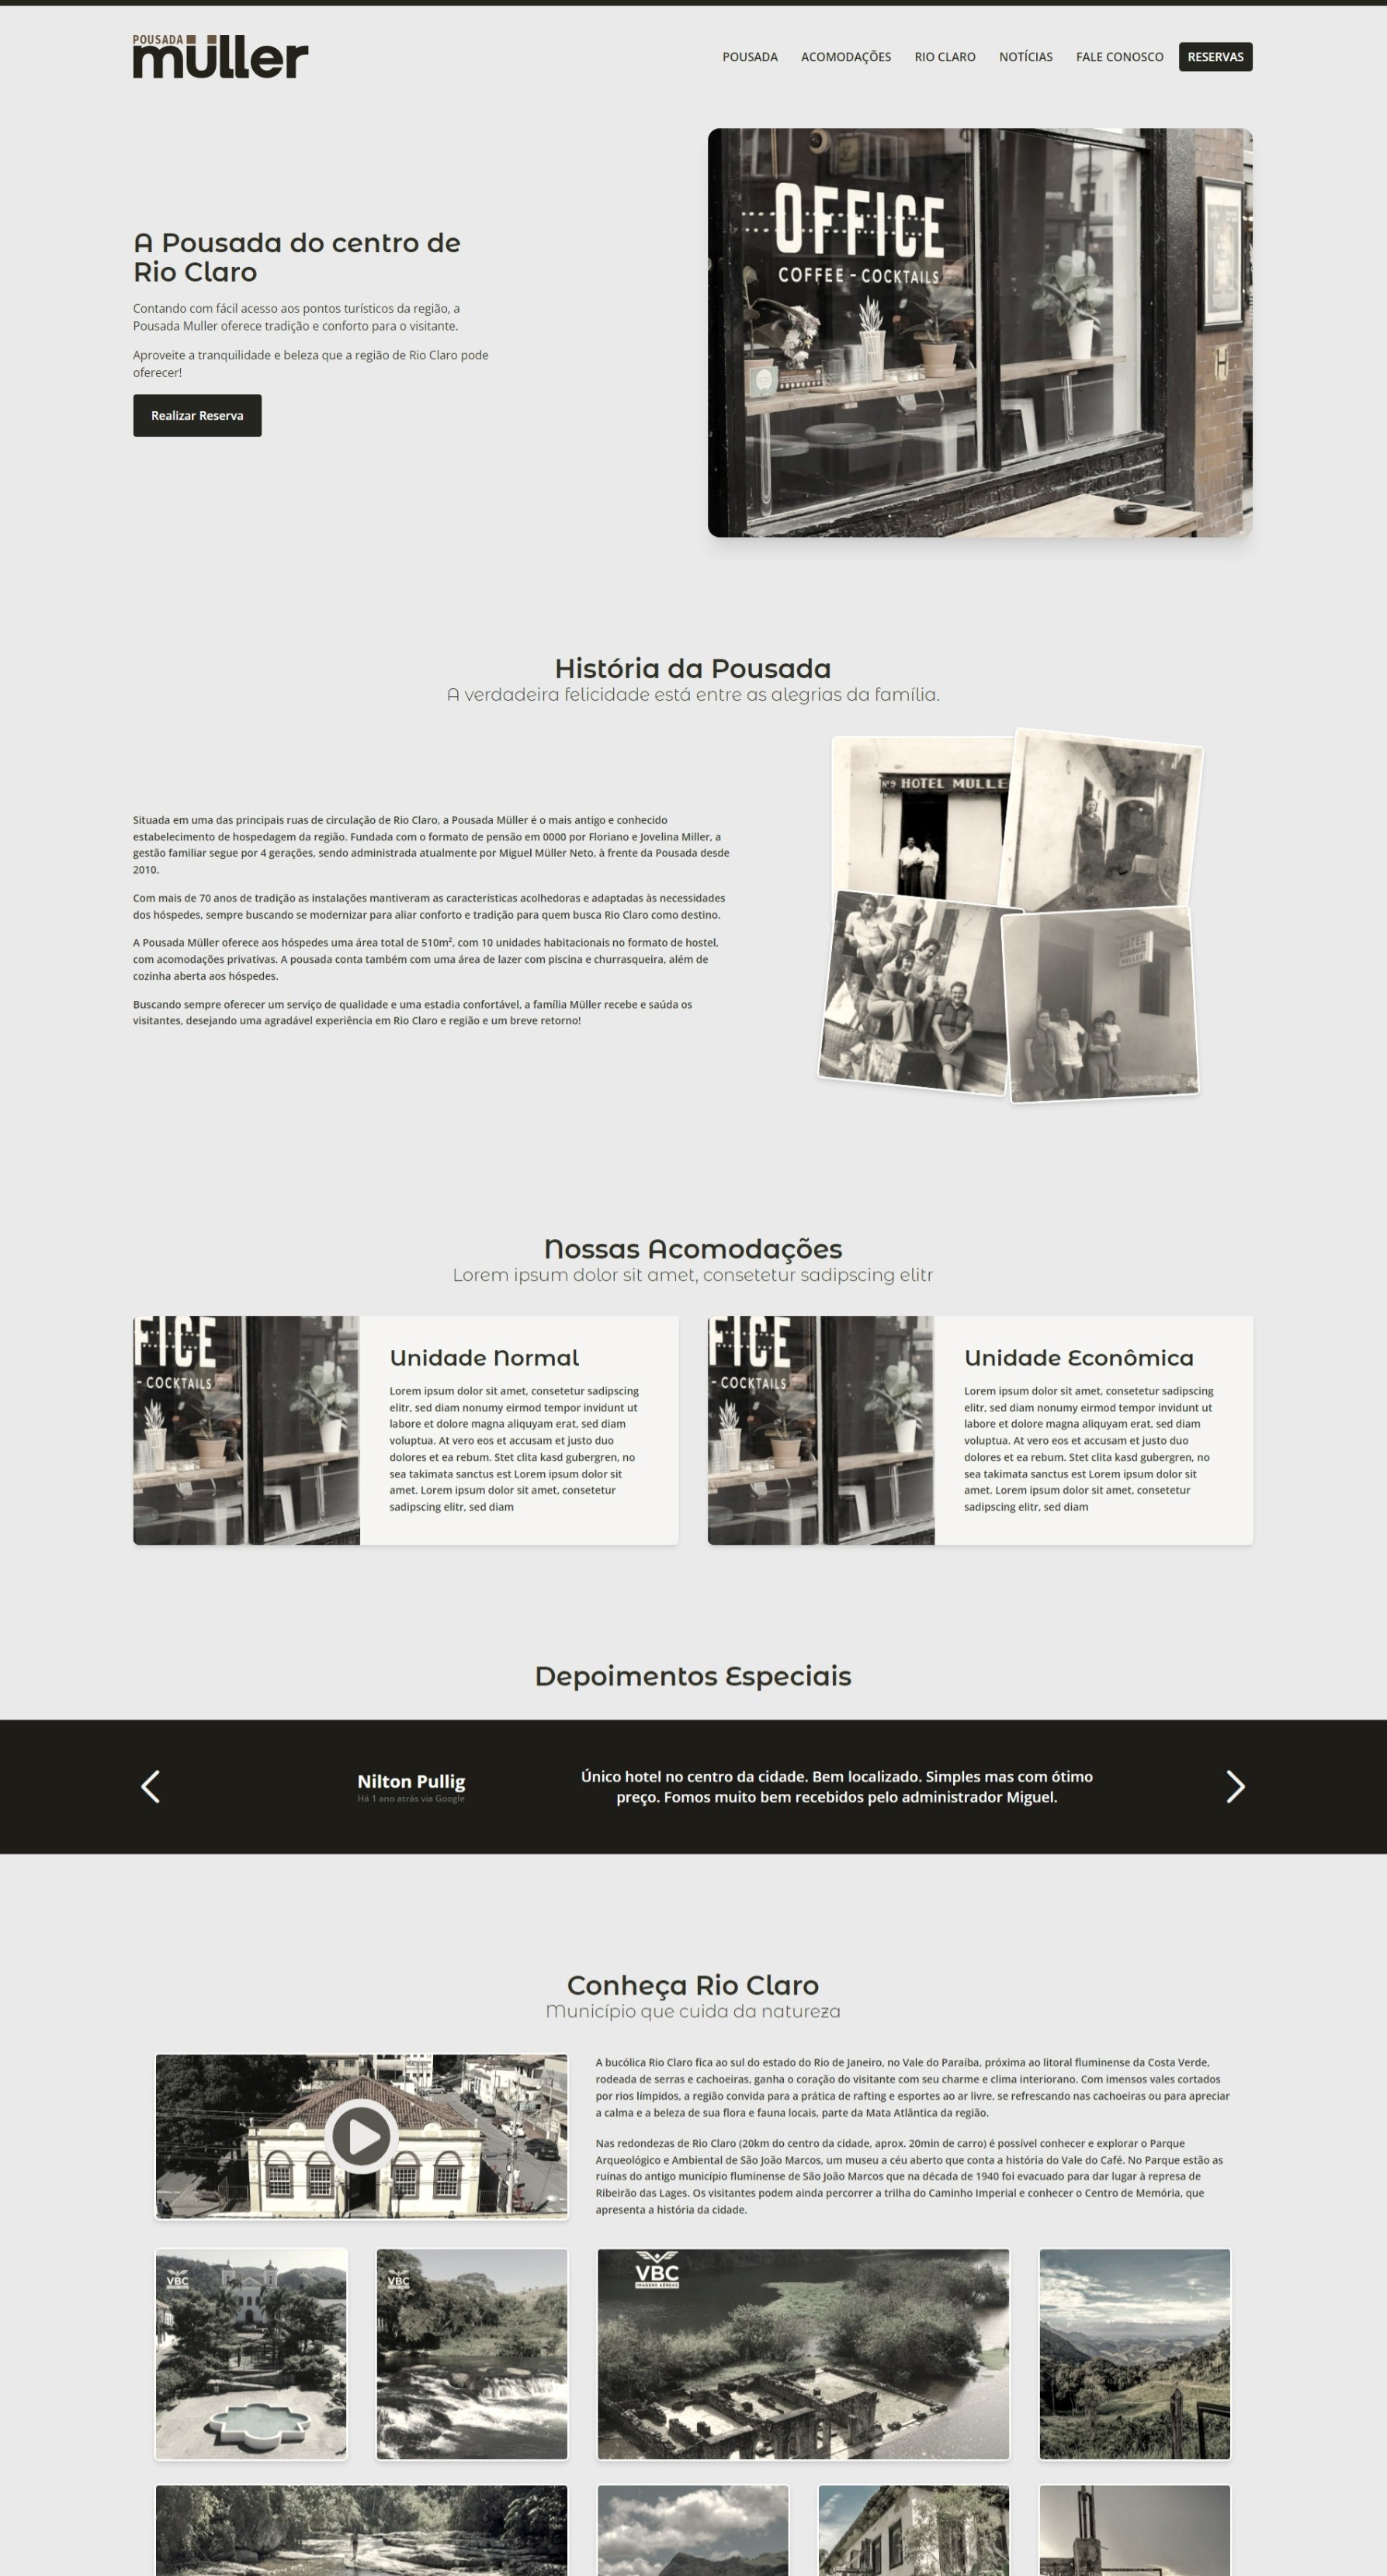 POUSADA
müller
POUSADA ACOMODAÇÕES RIO CLARO NOTÍCIAS FALE CONOSCO RESERVAS
OFFICE
COFFEE - COCKTAILS
A Pousada do centro de
Rio Claro
Contando com fácil acesso aos pontos turísticos da região, a
Pousada Muller oferece tradição e conforto para o visitante.
Aproveite a tranquilidade e beleza que a região de Rio Claro pode
oferecer!
Realizar Reserva
História da Pousada
A verdadeira felicidade está entre as alegrias da família.
Situada em uma das principais ruas de circulação de Rio Claro, a Pousada Müller é o mais antigo e conhecido
estabelecimento de hospedagem da região. Fundada com o formato de pensão em 0000 por Floriano e Jovelina Miller, a
gestão familiar segue por 4 gerações, sendo administrada atualmente por Miguel Müller Neto, à frente da Pousada desde
2010.
Com mais de 70 anos de tradição as instalações mantiveram as características acolhedoras e adaptadas às necessidades
dos hóspedes, sempre buscando se modernizar para aliar conforto e tradição para quem busca Rio Claro como destino.
A Pousada Müller oferece aos hóspedes uma área total de 510m², com 10 unidades habitacionais no formato de hostel,
com acomodações privativas. A pousada conta também com uma área de lazer com piscina e churrasqueira, além de
cozinha aberta aos hóspedes.
Buscando sempre oferecer um serviço de qualidade e uma estadia confortável, a família Müller recebe e saúda os
visitantes, desejando uma agradável experiência em Rio Claro e região e um breve retorno!
HOTEL MÜLLE
HOTEL
MÜLLER
Nossas Acomodações
Lorem ipsum dolor sit amet, consetetur sadipscing elitr
FICE
- COCKTAILS
Unidade Normal
Lorem ipsum dolor sit amet, consetetur sadipscing
elitr, sed diam nonumy eirmod tempor invidunt ut
labore et dolore magna aliquyam erat, sed diam
voluptua. At vero eos et accusam et justo duo
dolores et ea rebum. Stet clita kasd gubergren, no
sea takimata sanctus est Lorem ipsum dolor sit
amet. Lorem ipsum dolor sit amet, consetetur
sadipscing elitr, sed diam
FICE
- COCKTAILS
Unidade Econômica
Lorem ipsum dolor sit amet, consetetur sadipscing
elitr, sed diam nonumy eirmod tempor invidunt ut
labore et dolore magna aliquyam erat, sed diam
voluptua. At vero eos et accusam et justo duo
dolores et ea rebum. Stet clita kasd gubergren, no
sea takimata sanctus est Lorem ipsum dolor sit
amet. Lorem ipsum dolor sit amet, consetetur
sadipscing elitr, sed diam
Depoimentos Especiais
Nilton Pullig
Há 1 ano atrás via Google
Único hotel no centro da cidade. Bem localizado. Simples mas com ótimo
preço. Fomos muito bem recebidos pelo administrador Miguel.
Conheça Rio Claro
Município que cuida da natureza
A bucólica Rio Claro fica ao sul do estado do Rio de Janeiro, no Vale do Paraíba, próxima ao litoral fluminense da Costa Verde,
rodeada de serras e cachoeiras, ganha o coração do visitante com seu charme e clima interiorano. Com imensos vales cortados
por rios límpidos, a região convida para a prática de rafting e esportes ao ar livre, se refrescando nas cachoeiras ou para apreciar
a calma e a beleza de sua flora e fauna locais, parte da Mata Atlântica da região.
Nas redondezas de Rio Claro (20km do centro da cidade, aprox. 20min de carro) é possível conhecer e explorar o Parque
Arqueológico e Ambiental de São João Marcos, um museu a céu aberto que conta a história do Vale do Café. No Parque estão as
ruínas do antigo município fluminense de São João Marcos que na década de 1940 foi evacuado para dar lugar à represa de
Ribeirão das Lages. Os visitantes podem ainda percorrer a trilha do Caminho Imperial e conhecer o Centro de Memória, que
apresenta a história da cidade.
VBC
VBC
VBC
IMAGENS AÉREAS